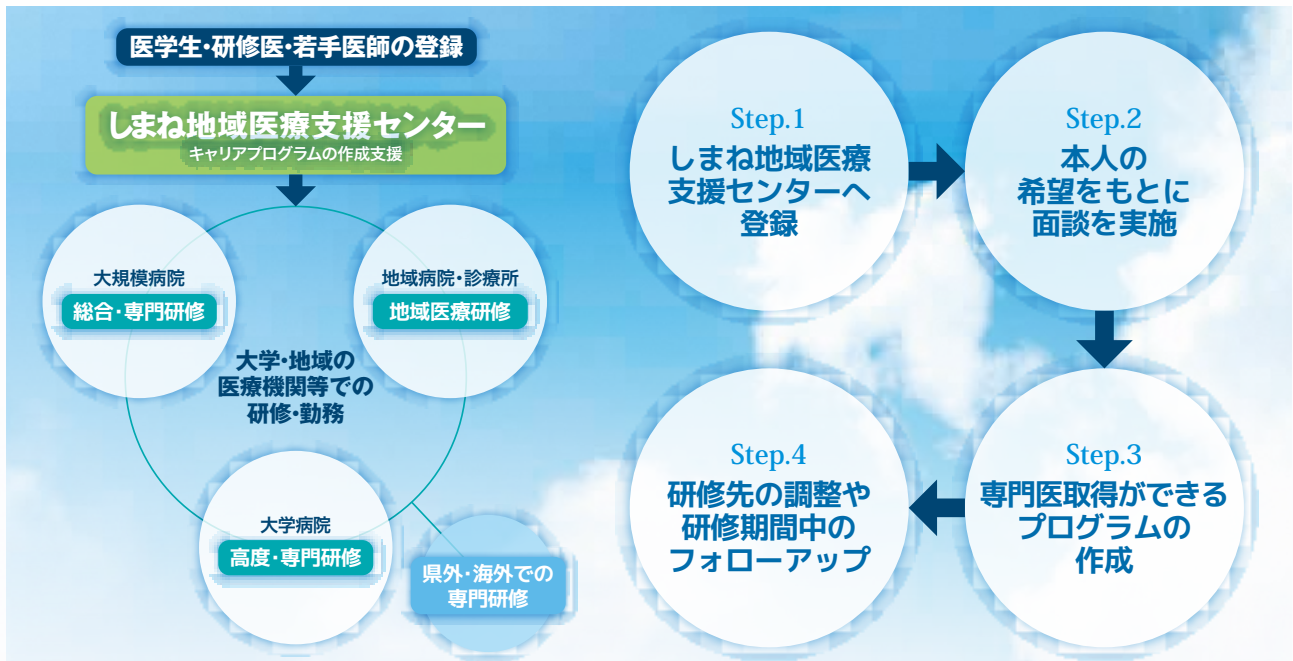 医学生・研修医・若手医師の登録
しまね地域医療支援センター
キャリアプログラムの作成支援
大規模病院
総合・専門研修
地域病院・診療所
地域医療研修
大学・地域の
医療機関等での
研修・勤務
大学病院
高度・専門研修
県外・海外での
専門研修
Step.1
しまね地域医療
支援センターへ
登録
Step.2
本人の
希望をもとに
面談を実施
Step.3
専門医取得ができる
プログラムの
作成
Step.4
研修先の調整や
研修期間中の
フォローアップ